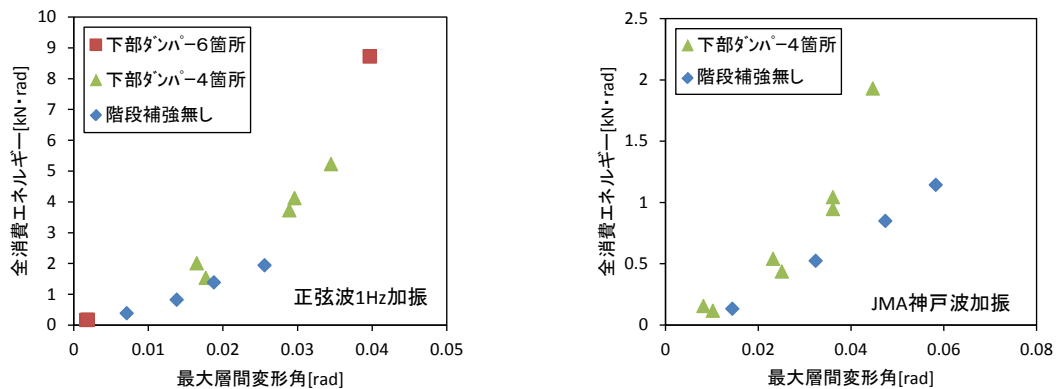 10
9
8
7
6
5
4
3
2
1
0
全消費エネルギー[kN・rad]
下部ダンパー6箇所
下部ダンパー4箇所
階段補強無し
正弦波1Hz加振
0 0.01 0.02 0.03 0.04 0.05
最大層間変形角[rad]
2.5
2
1.5
1
0.5
0
全消費エネルギー[kN・rad]
下部ダンパー4箇所
階段補強無し
JMA神戸波加振
0 0.02 0.04 0.06 0.08
最大層間変形角[rad]